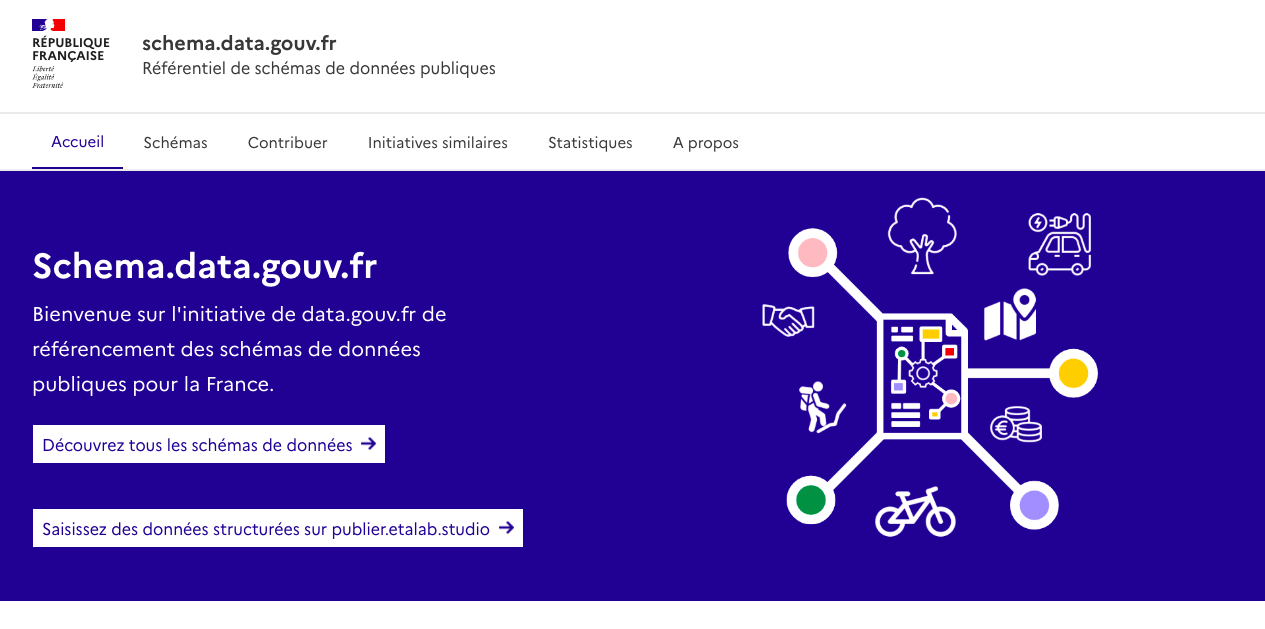 RÉPUBLIQUE
FRANÇAISE
Liberté
Égalité
Fraternité
schema.data.gouv.fr
Référentiel de schémas de données publiques
Accueil
Schémas
Contribuer
Initiatives similaires
Statistiques
A propos
Schema.data.gouv.fr
Bienvenue sur l'initiative de data.gouv.fr de
référencement des schémas de données
publiques pour la France.
Découvrez tous les schémas de données →
Saisissez des données structurées sur publier.etalab.studio →
€